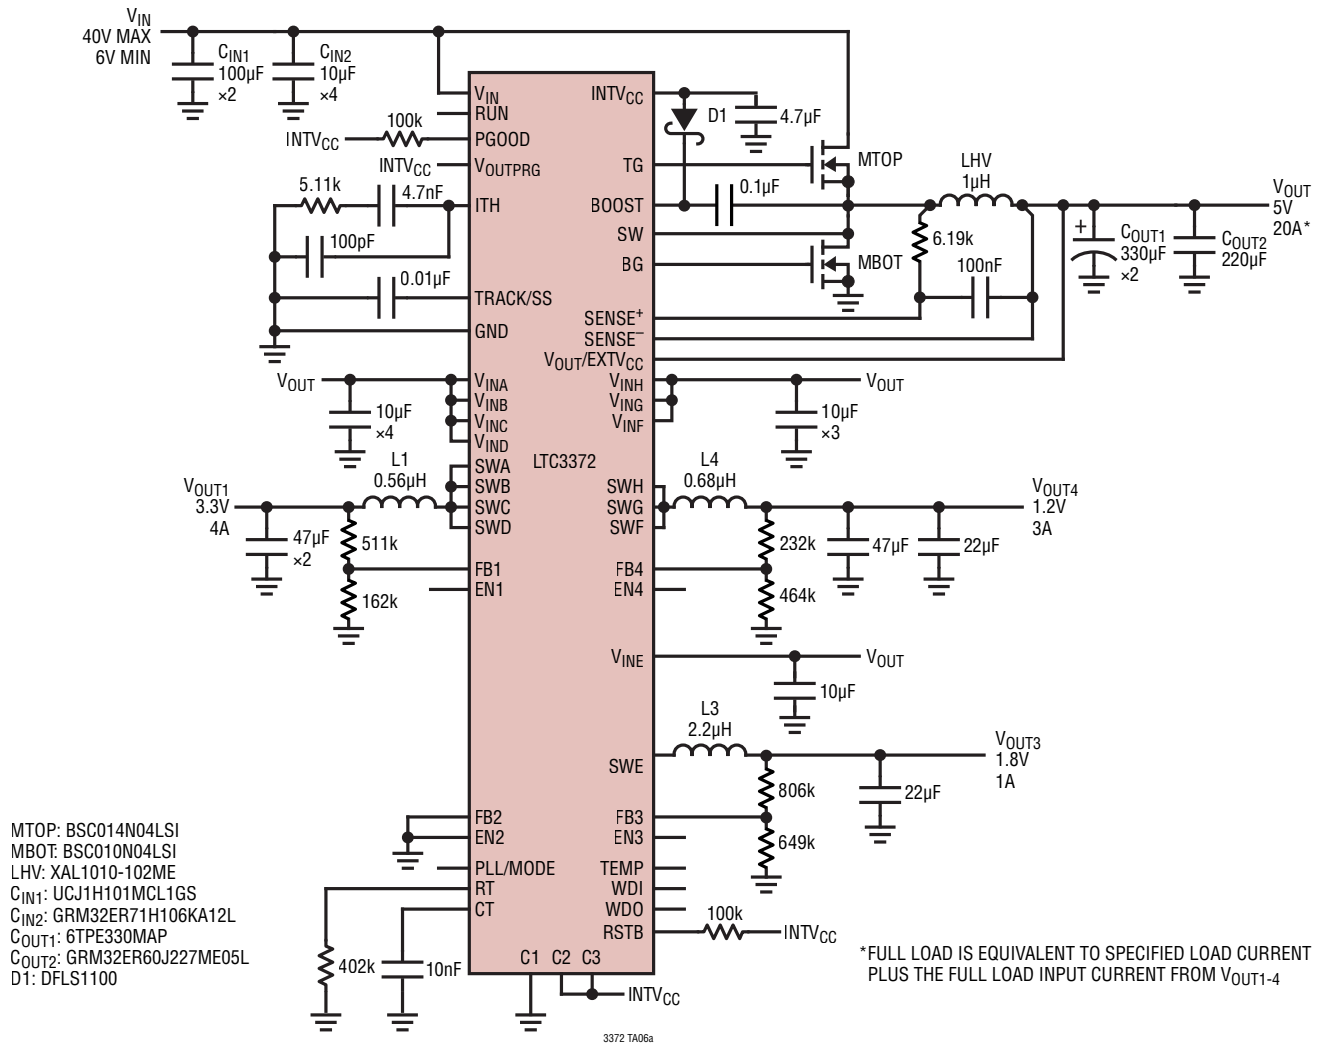 VIN
40V MAX
6V MIN
CIN1
100µF
×2
CIN2
10µF
×4
VIN
RUN
100k
INTVCC
PGOOD
INTVCC
VOUTPRG
5.11k
4.7nF
ITH
100pF
0.01µF
TRACK/SS
GND
VOUT
10µF
×4
VINA
VINB
VINC
VIND
L1
0.56µH
SWA
SWB
SWC
SWD
VOUT1
3.3V
4A
47µF
×2
511k
FB1
162k
EN1
LTC3372
INTVCC
D1
4.7µF
TG
MTOP
BOOST
0.1µF
SW
BG
MBOT
LHV
1µH
6.19k
100nF
VOUT
5V
20A*
+
COUT1
330µF
×2
COUT2
220µF
SENSE+
SENSE–
VOUT/EXTVCC
VINH
VING
VINF
VOUT
10µF
×3
L4
0.68µH
SWH
SWG
SWF
VOUT4
1.2V
3A
232k
47µF
22µF
FB4
EN4
464k
VINE
VOUT
10µF
L3
2.2µH
SWE
VOUT3
1.8V
1A
806k
22µF
FB3
EN3
649k
FB2
EN2
PLL/MODE
RT
CT
402k
10nF
TEMP
WDI
WDO
RSTB
100k
INTVCC
C1 C2 C3
INTVCC
MTOP: BSC014N04LSI
MBOT: BSC010N04LSI
LHV: XAL1010-102ME
CIN1: UCJ1H101MCL1GS
CIN2: GRM32ER71H106KA12L
COUT1: 6TPE330MAP
COUT2: GRM32ER60J227ME05L
D1: DFLS1100
*FULL LOAD IS EQUIVALENT TO SPECIFIED LOAD CURRENT
PLUS THE FULL LOAD INPUT CURRENT FROM VOUT1-4
3372 TA06a